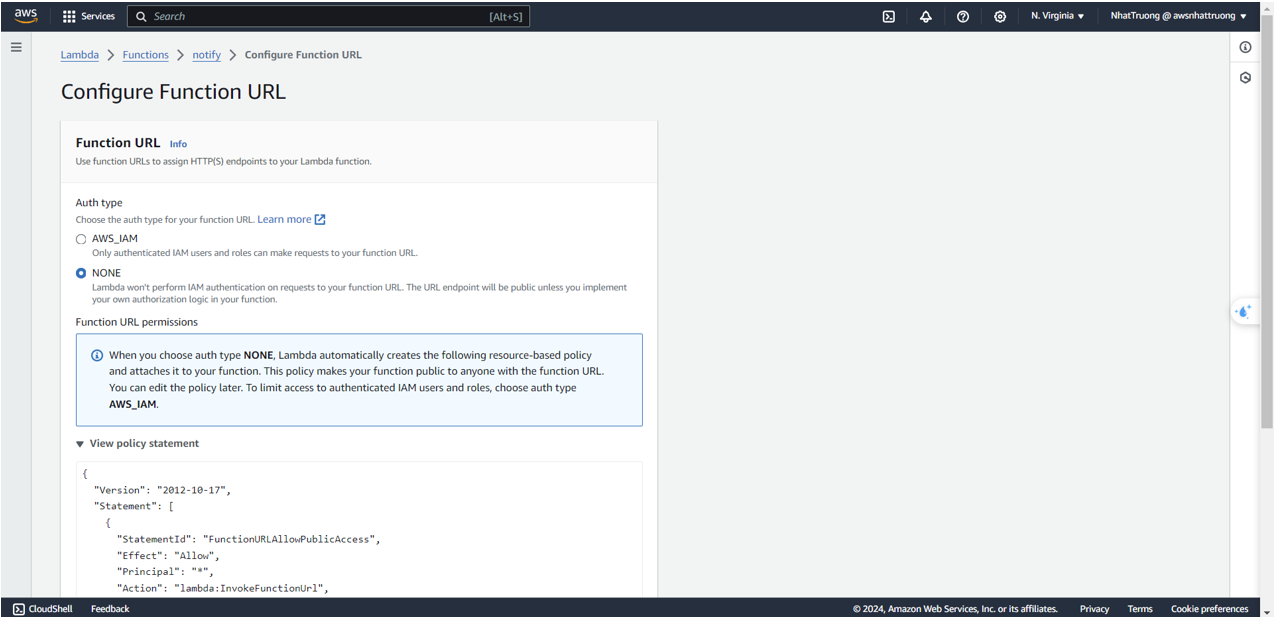 aws
Services
Search
[Alt+S]
N. Virginia
NhatTruong @ awsnhattruong
Lambda
Functions
notify
Configure Function URL
Configure Function URL
Function URL Info
Use function URLs to assign HTTP(S) endpoints to your Lambda function.
Auth type
Choose the auth type for your function URL. Learn more
AWS_IAM
Only authenticated IAM users and roles can make requests to your function URL.
NONE
Lambda won't perform IAM authentication on requests to your function URL. The URL endpoint will be public unless you implement
your own authorization logic in your function.
Function URL permissions
When you choose auth type NONE, Lambda automatically creates the following resource-based policy
and attaches it to your function. This policy makes your function public to anyone with the function URL.
You can edit the policy later. To limit access to authenticated IAM users and roles, choose auth type
AWS_IAM.
View policy statement
{
"Version": "2012-10-17",
"Statement": [
{
"StatementId": "FunctionURLAllowPublicAccess",
"Effect": "Allow",
"Principal": "*",
"Action": "lambda:InvokeFunctionUrl",
CloudShell
Feedback
© 2024, Amazon Web Services, Inc. or its affiliates.
Privacy
Terms
Cookie preferences